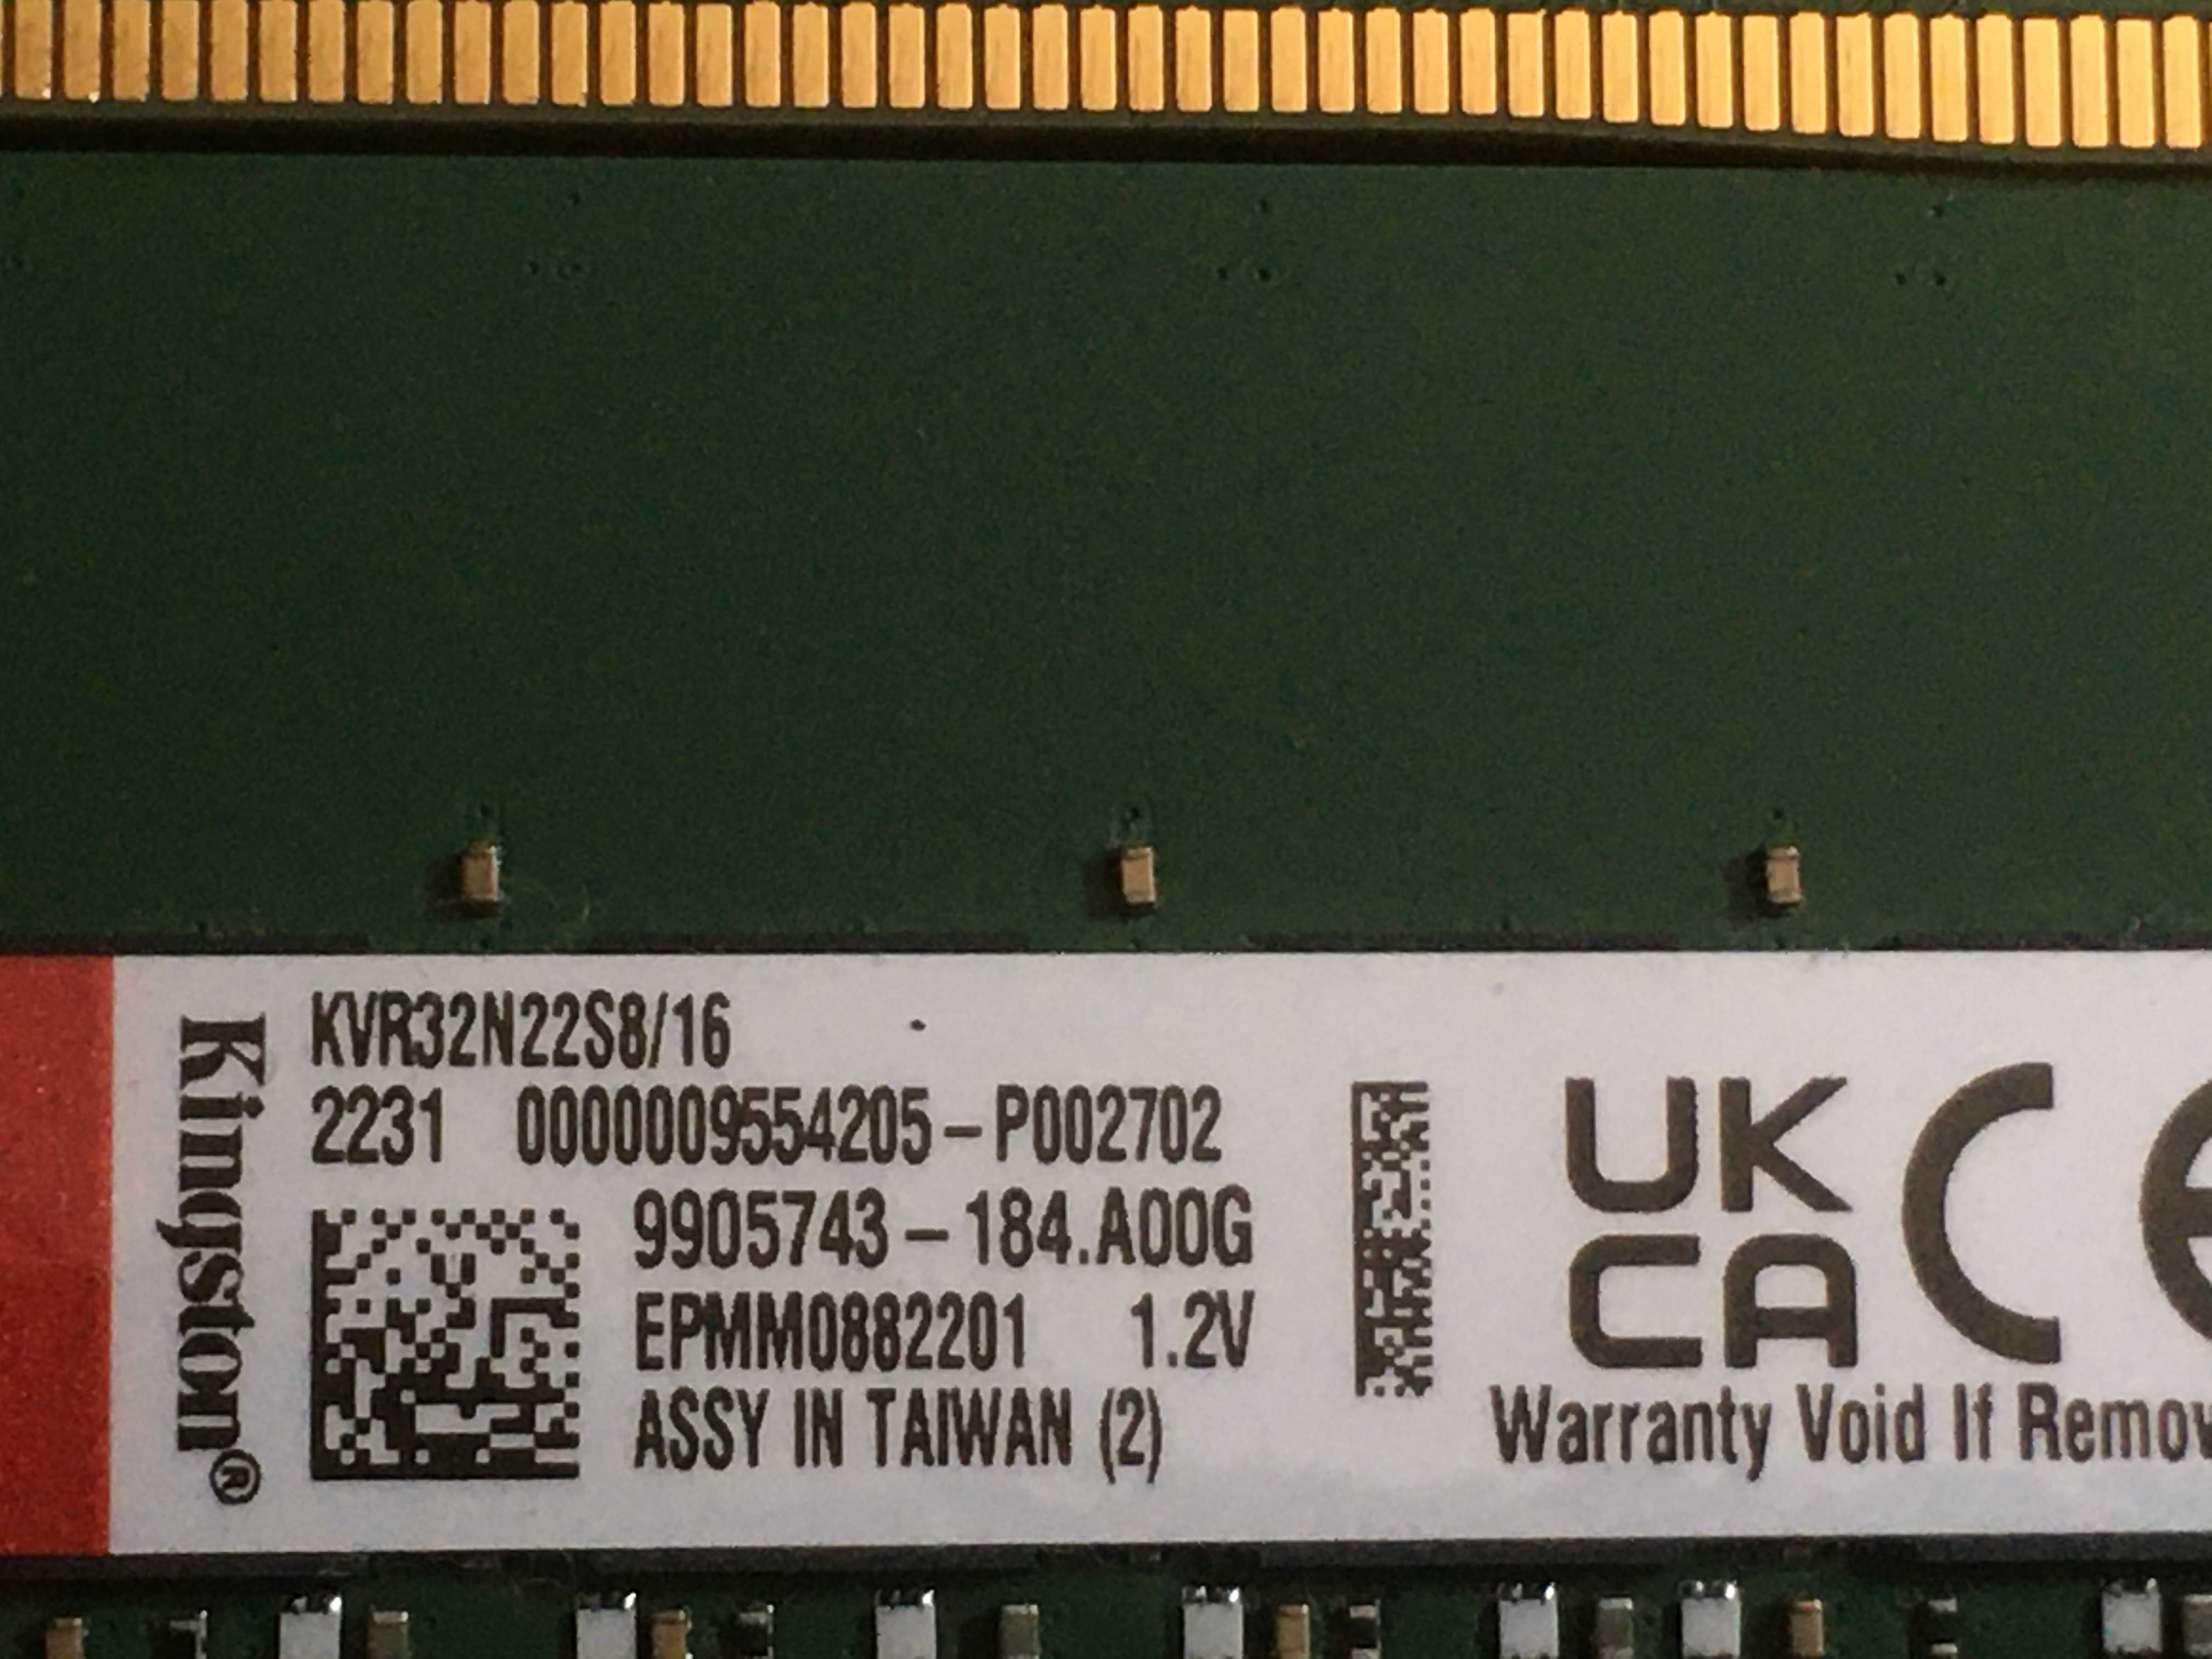 Kingston®
KVR32N22S8/16
2231 0000009554205-P002702
9905743-184.A00G
EPMM0882201 1.2V
ASSY IN TAIWAN (2)
UK
CA
CE
Warranty Void If